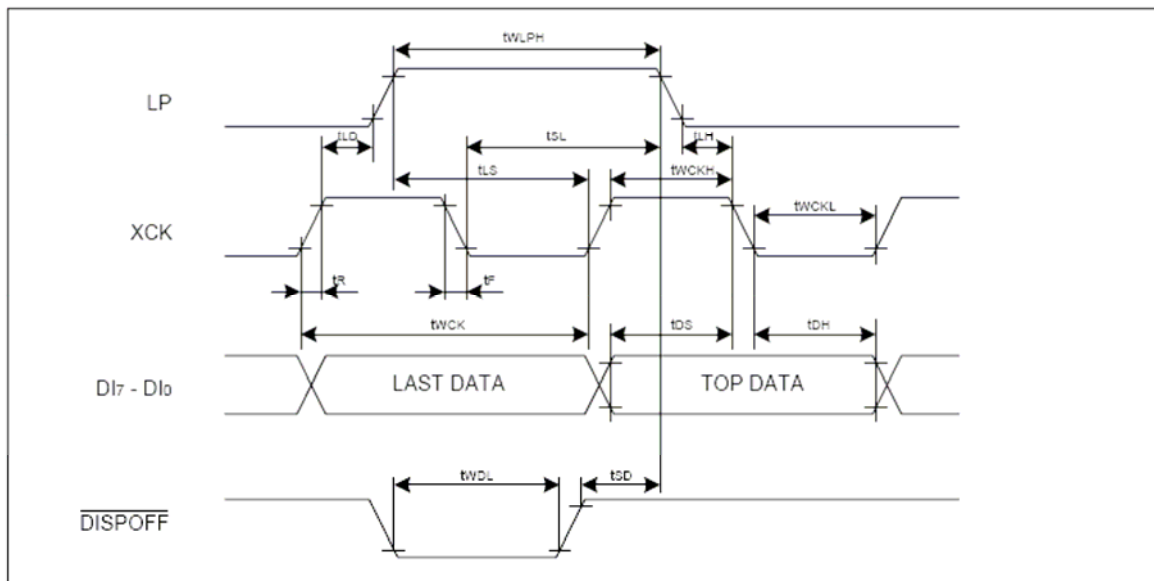 tWLPH
LP
tLD
tSL
tLH
tLS
tWCKH
XCK
tWCKL
tR
tF
tWCK
tDS
tDH
DI7 - DI0
LAST DATA
TOP DATA
tWDL
tSD
DISPOFF